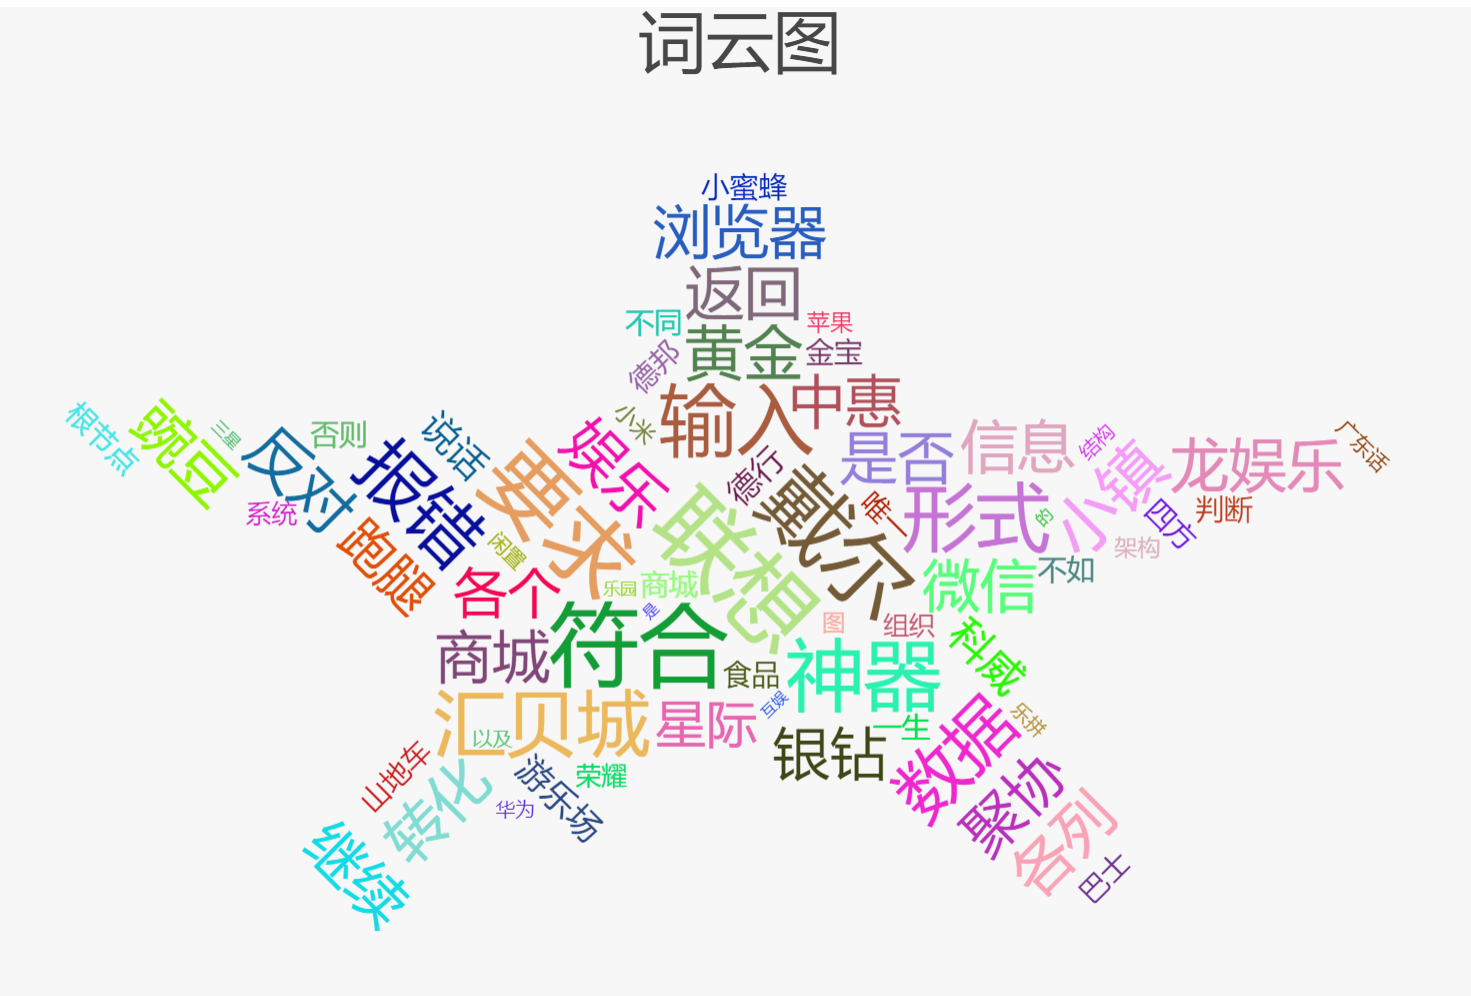 词云图
小蜜蜂
浏览器
返回
不同
苹果
黄金
金宝
德邦
输入
中惠
小米
娱乐
说话
否则
三星
豌豆
根节点
反对
系统
报错
要求
跑腿
闲置
德行
戴尔
是否
信息
结构
小镇
龙娱乐
广东话
唯一
形式
的
四方
判断
架构
不如
微信
联想
商城
乐园
各个
是
符合
商城
图
组织
科威
食品
神器
互娱
一生
乐拼
汇贝城
以及
星际
银钻
数据
山地车
转化
游乐场
荣耀
华为
聚协
各列
巴士
继续